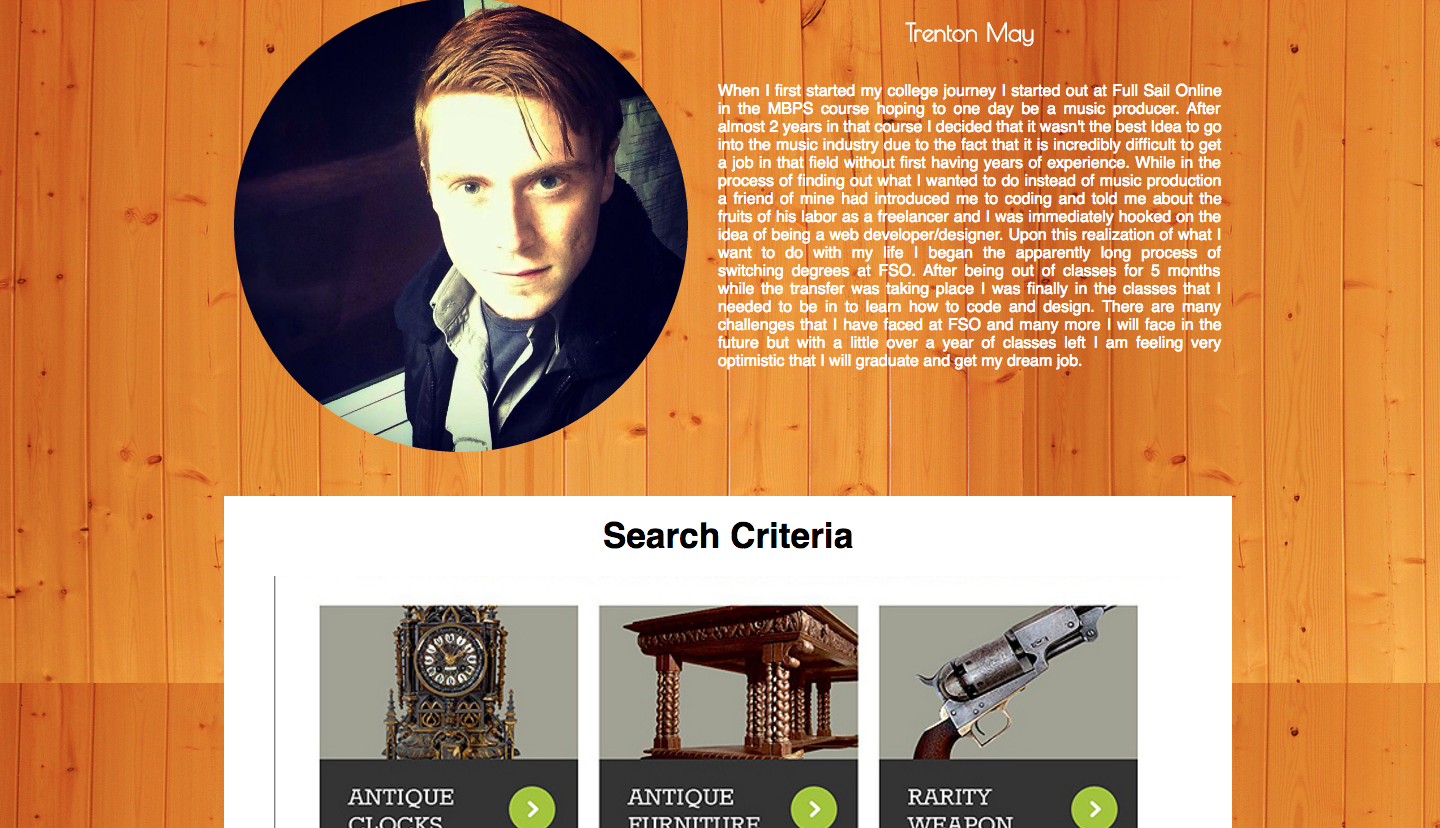 Trenton May
When I first started my college journey I started out at Full Sail Online
in the MBPS course hoping to one day be a music producer. After
almost 2 years in that course I decided that it wasn't the best Idea to go
into the music industry due to the fact that it is incredibly difficult to get
a job in that field without first having years of experience. While in the
process of finding out what I wanted to do instead of music production
a friend of mine had introduced me to coding and told me about the
fruits of his labor as a freelancer and I was immediately hooked on the
idea of being a web developer/designer. Upon this realization of what I
want to do with my life I began the apparently long process of
switching degrees at FSO. After being out of classes for 5 months
while the transfer was taking place I was finally in the classes that I
needed to be in to learn how to code and design. There are many
challenges that I have faced at FSO and many more I will face in the
future but with a little over a year of classes left I am feeling very
optimistic that I will graduate and get my dream job.
Search Criteria
ANTIQUE
CLOCKS
ANTIQUE
FURNITURE
RARITY
WEAPON